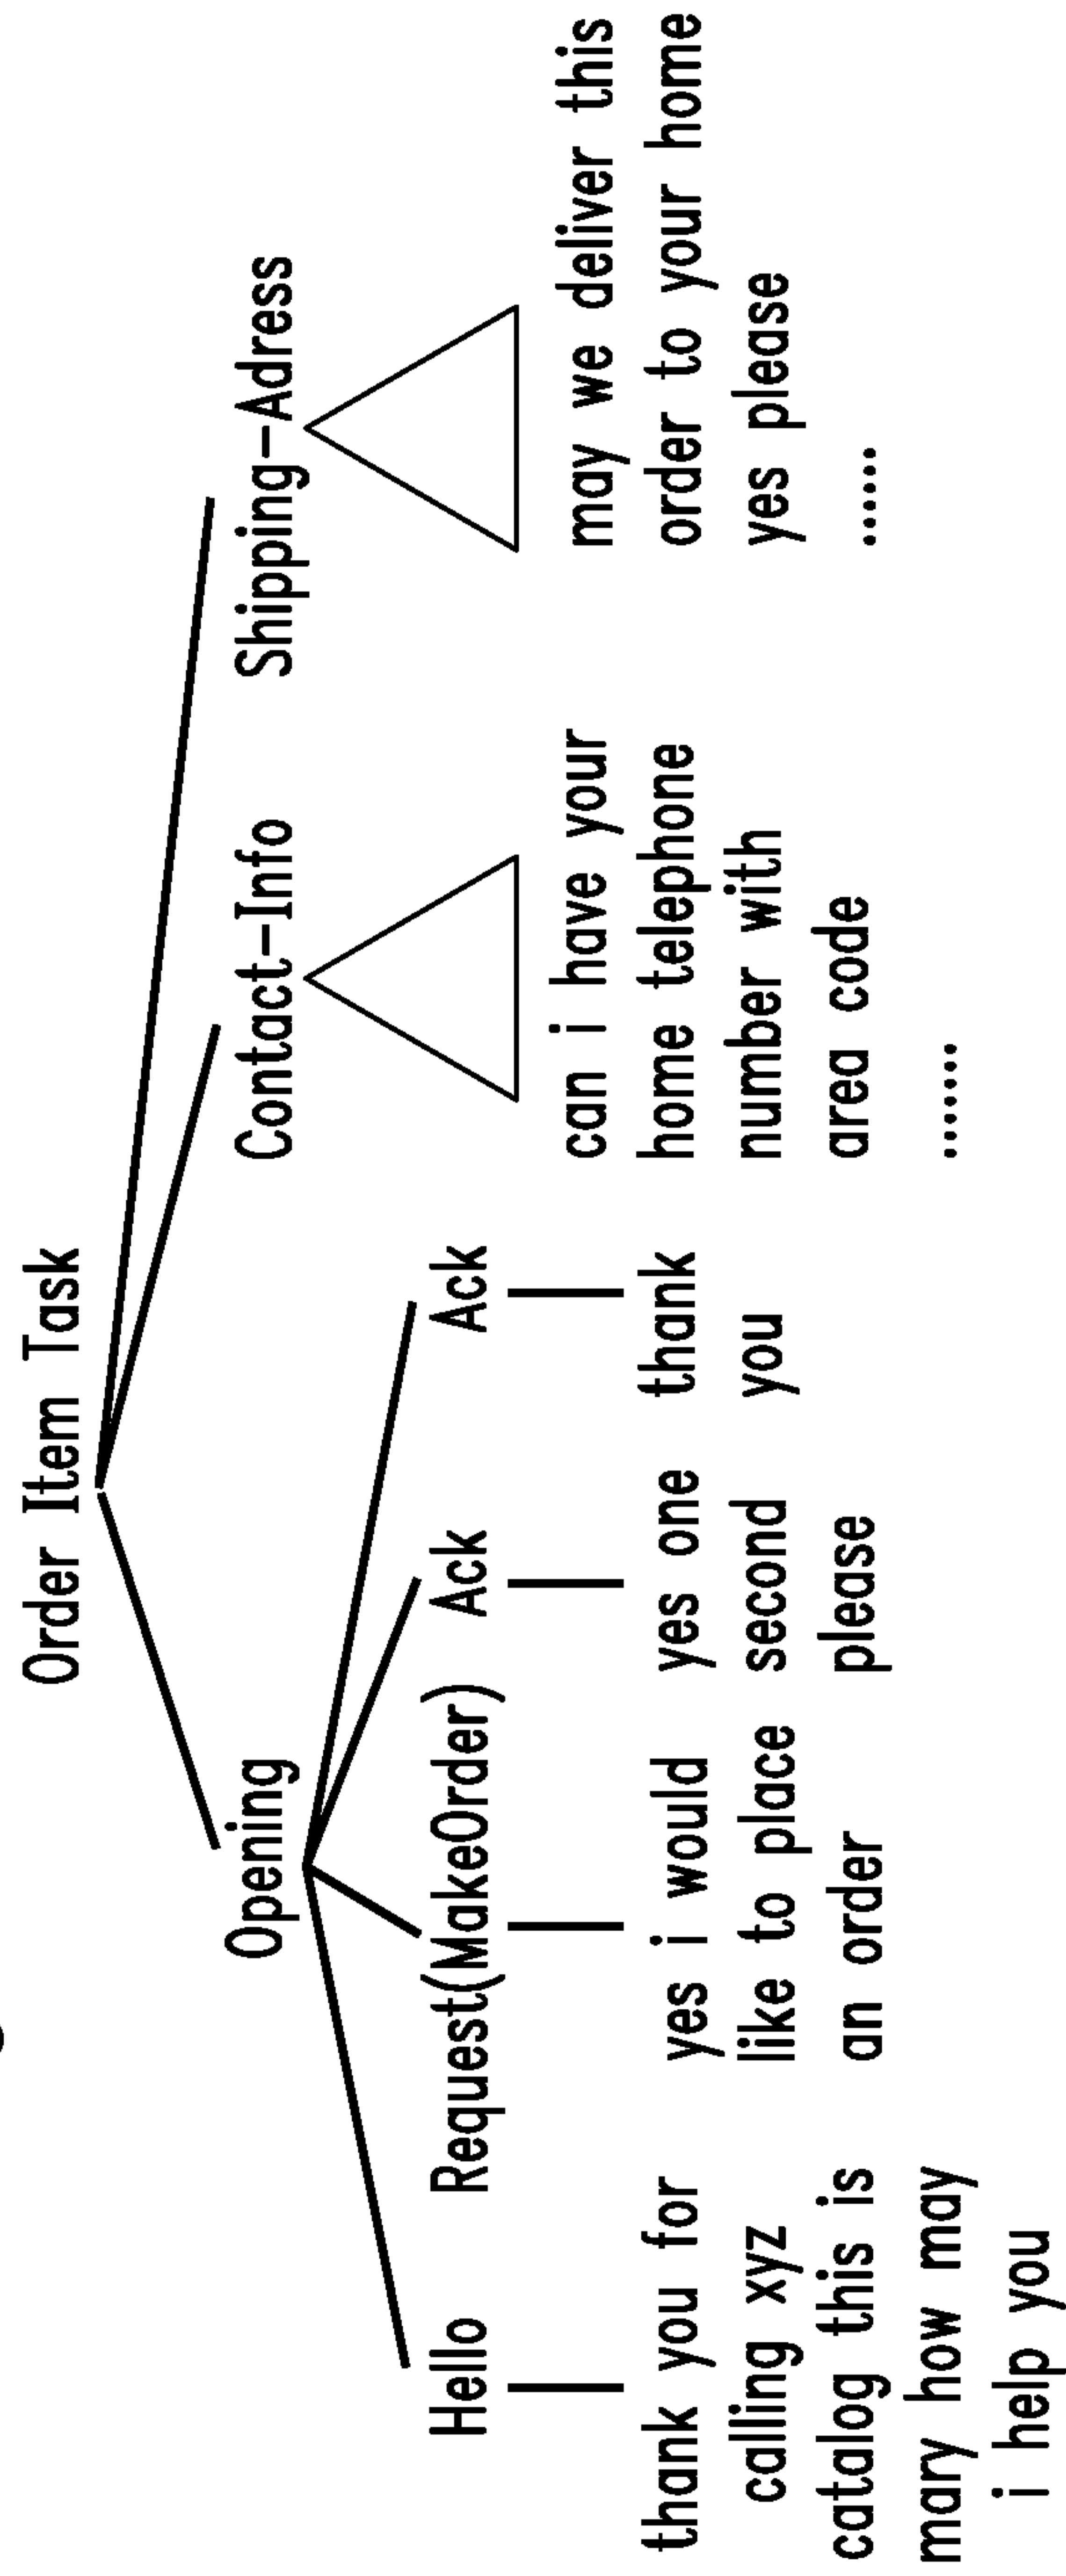 Order Item Task
Opening
Contact-Info
Shipping-Adress
Hello
Request(MakeOrder)
Ack
Ack
thank you for
calling xyz
catalog this is
mary how may
i help you
yes i would
like to place
an order
yes one
second
please
thank
you
can i have your
home telephone
number with
area code
.......
may we deliver this
order to your home
yes please
......